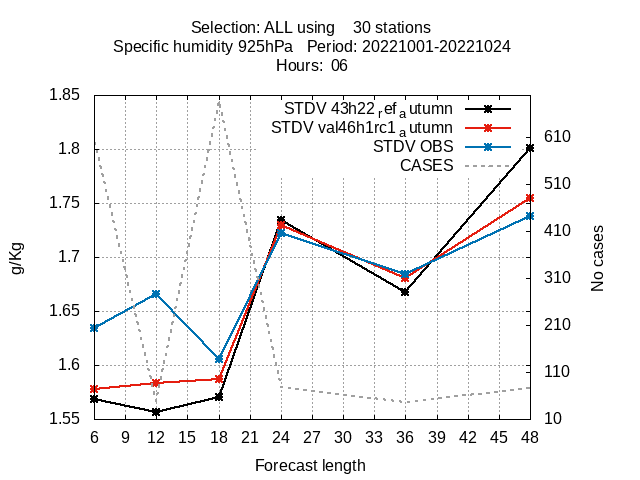 Selection: ALL using 30 stations
Specific humidity 925hPa Period: 20221001-20221024
Hours: 06
STDV 43h22refautumn
STDV val46h1rc1autumn
STDV OBS
CASES
1.85
1.8
1.75
1.7
1.65
1.6
1.55
g/Kg
610
510
410
310
210
110
10
No cases
6 9 12 15 18 21 24 27 30 33 36 39 42 45 48
Forecast length